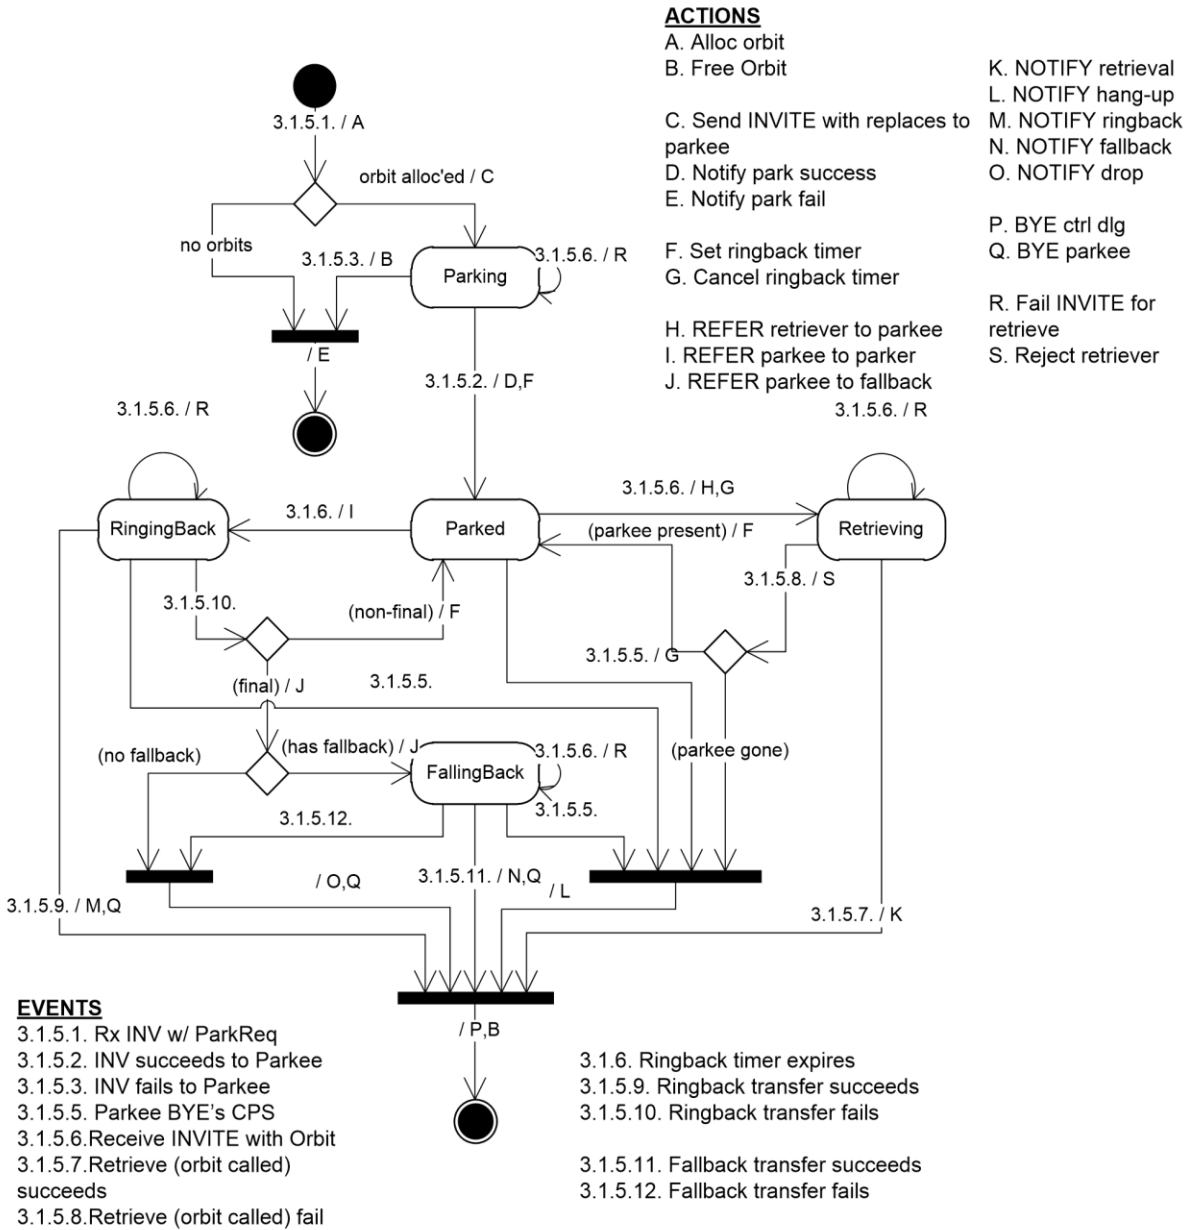 ACTIONS
A. Alloc orbit
B. Free Orbit
C. Send INVITE with replaces to
parkee
D. Notify park success
E. Notify park fail
F. Set ringback timer
G. Cancel ringback timer
H. REFER retriever to parkee
I. REFER parkee to parker
J. REFER parkee to fallback
K. NOTIFY retrieval
L. NOTIFY hang-up
M. NOTIFY ringback
N. NOTIFY fallback
O. NOTIFY drop
P. BYE ctrl dlg
Q. BYE parkee
R. Fail INVITE for
retrieve
S. Reject retriever
3.1.5.1. / A
orbit alloc'ed / C
no orbits
3.1.5.3. / B
Parking
3.1.5.6. / R
/ E
3.1.5.2. / D,F
3.1.5.6. / R
3.1.5.6. / R
RingingBack
3.1.6. / I
Parked
3.1.5.6. / H,G
(parkee present) / F
Retrieving
3.1.5.10.
(non-final) / F
3.1.5.8. / S
3.1.5.5. / G
(final) / J
3.1.5.5.
(no fallback)
(has fallback) / J
FallingBack
3.1.5.6. / R
(parkee gone)
3.1.5.12.
3.1.5.5.
/ O,Q
3.1.5.11. / N,Q
/ L
3.1.5.9. / M,Q
3.1.5.7. / K
/ P,B
EVENTS
3.1.5.1. Rx INV w/ ParkReq
3.1.5.2. INV succeeds to Parkee
3.1.5.3. INV fails to Parkee
3.1.5.5. Parkee BYE's CPS
3.1.5.6.Receive INVITE with Orbit
3.1.5.7.Retrieve (orbit called)
succeeds
3.1.5.8.Retrieve (orbit called) fail
3.1.6. Ringback timer expires
3.1.5.9. Ringback transfer succeeds
3.1.5.10. Ringback transfer fails
3.1.5.11. Fallback transfer succeeds
3.1.5.12. Fallback transfer fails